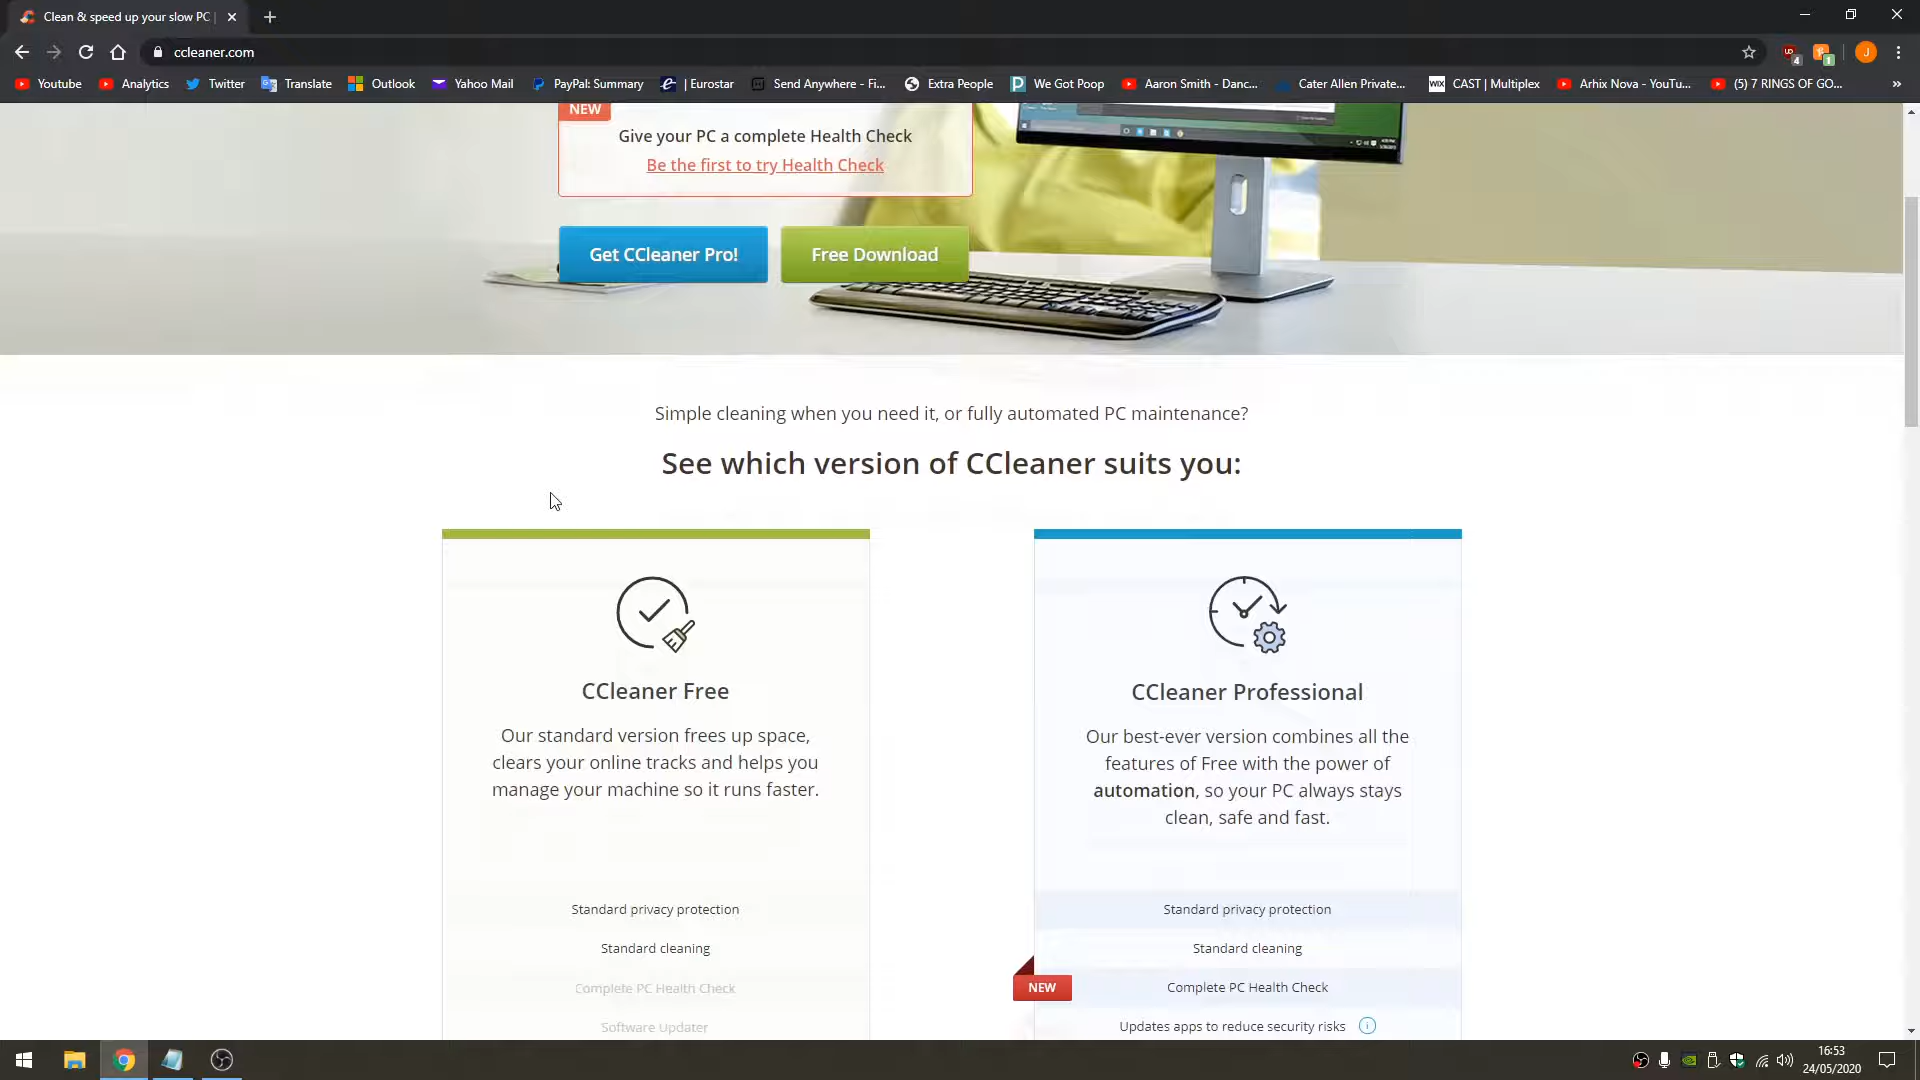 Clean & speed up your slow PC |
ccleaner.com
4
1
J
Youtube
Analytics
Twitter
Translate
Outlook
Yahoo Mail
PayPal: Summary
| Eurostar
Send Anywhere - Fi...
Extra People
We Got Poop
Aaron Smith - Danc...
Cater Allen Private...
WiX CAST | Multiplex
Arhix Nova - YouTu...
(5) 7 RINGS OF GO...
»
NEW
Give your PC a complete Health Check
Be the first to try Health Check
Get CCleaner Pro!
Free Download
Simple cleaning when you need it, or fully automated PC maintenance?
See which version of CCleaner suits you:
CCleaner Free
Our standard version frees up space,
clears your online tracks and helps you
manage your machine so it runs faster.
Standard privacy protection
Standard cleaning
Complete PC Health Check
Software Updater
CCleaner Professional
Our best-ever version combines all the
features of Free with the power of
automation, so your PC always stays
clean, safe and fast.
Standard privacy protection
Standard cleaning
NEW
Complete PC Health Check
Updates apps to reduce security risks
16:53
24/05/2020